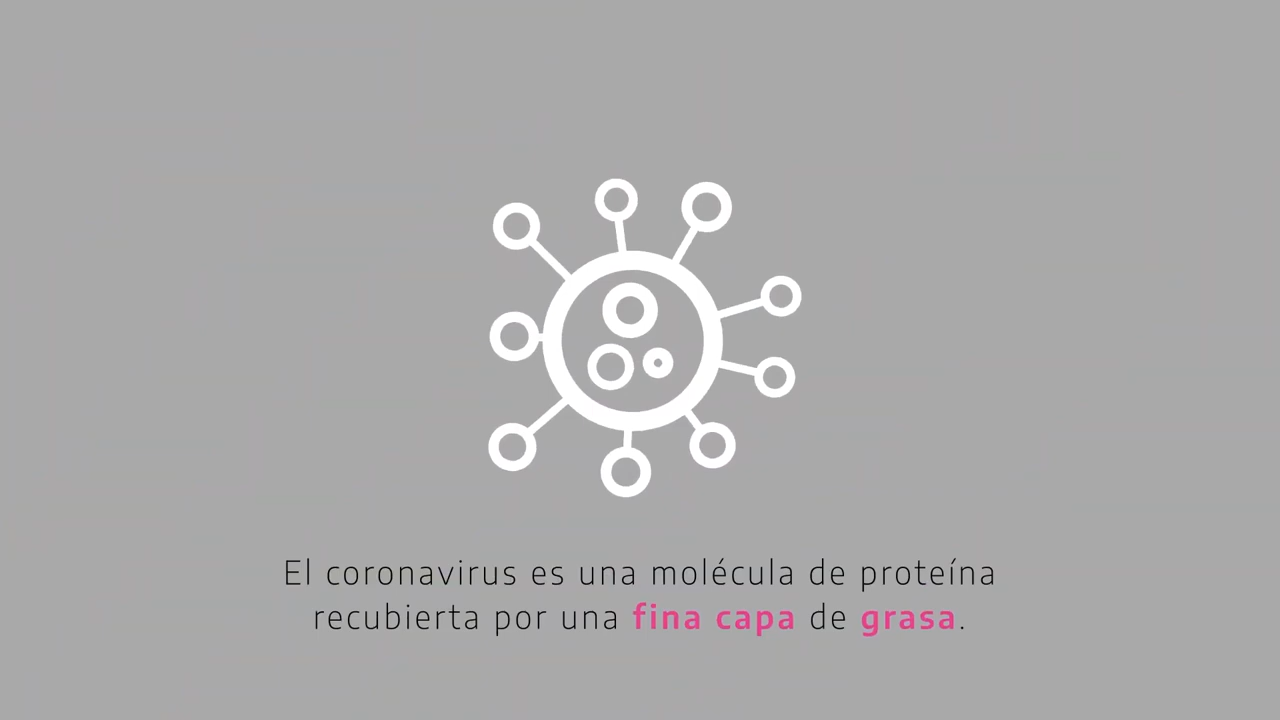 El coronavirus es una molécula de proteína
recubierta por una fina capa de grasa.